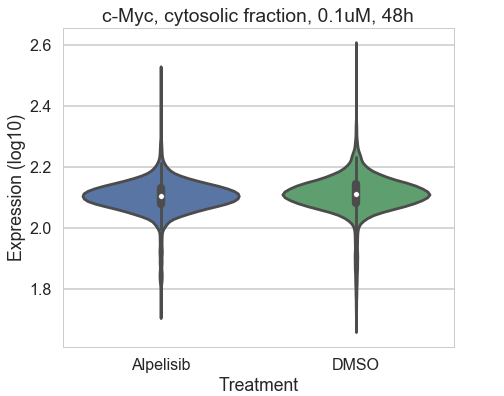 c-Myc, cytosolic fraction, 0.1uM, 48h
Expression (log10)
2.6
2.4
2.2
2.0
1.8
Alpelisib DMSO
Treatment